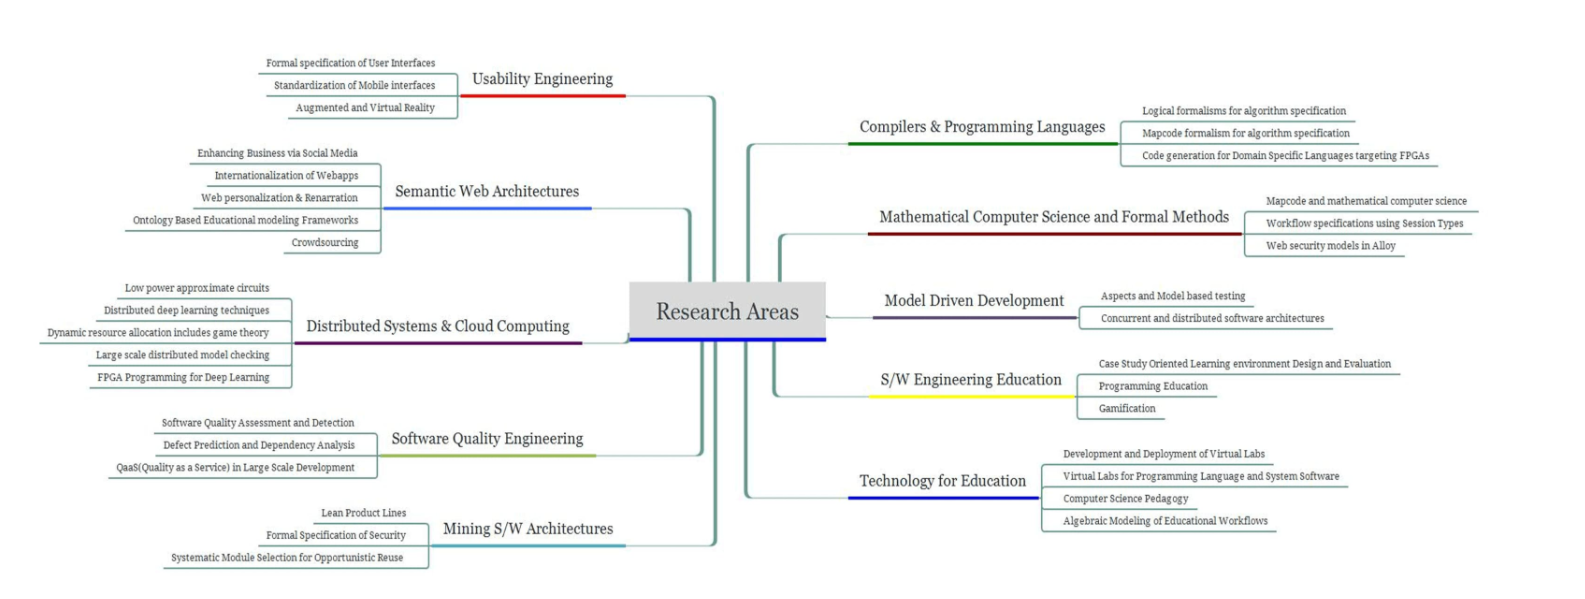 Research Areas
Usability Engineering
Formal specification of User Interfaces
Standardization of Mobile interfaces
Augmented and Virtual Reality
Semantic Web Architectures
Enhancing Business via Social Media
Internationalization of Webapps
Web personalization & Renarration
Ontology Based Educational modeling Frameworks
Crowdsourcing
Distributed Systems & Cloud Computing
Low power approximate circuits
Distributed deep learning techniques
Dynamic resource allocation includes game theory
Large scale distributed model checking
FPGA Programming for Deep Learning
Software Quality Engineering
Software Quality Assessment and Detection
Defect Prediction and Dependency Analysis
QaaS(Quality as a Service) in Large Scale Development
Mining S/W Architectures
Lean Product Lines
Formal Specification of Security
Systematic Module Selection for Opportunistic Reuse
Compilers & Programming Languages
Logical formalisms for algorithm specification
Mapcode formalism for algorithm specification
Code generation for Domain Specific Languages targeting FPGAs
Mathematical Computer Science and Formal Methods
Mapcode and mathematical computer science
Workflow specifications using Session Types
Web security models in Alloy
Model Driven Development
Aspects and Model based testing
Concurrent and distributed software architectures
S/W Engineering Education
Case Study Oriented Learning environment Design and Evaluation
Programming Education
Gamification
Technology for Education
Development and Deployment of Virtual Labs
Virtual Labs for Programming Language and System Software
Computer Science Pedagogy
Algebraic Modeling of Educational Workflows